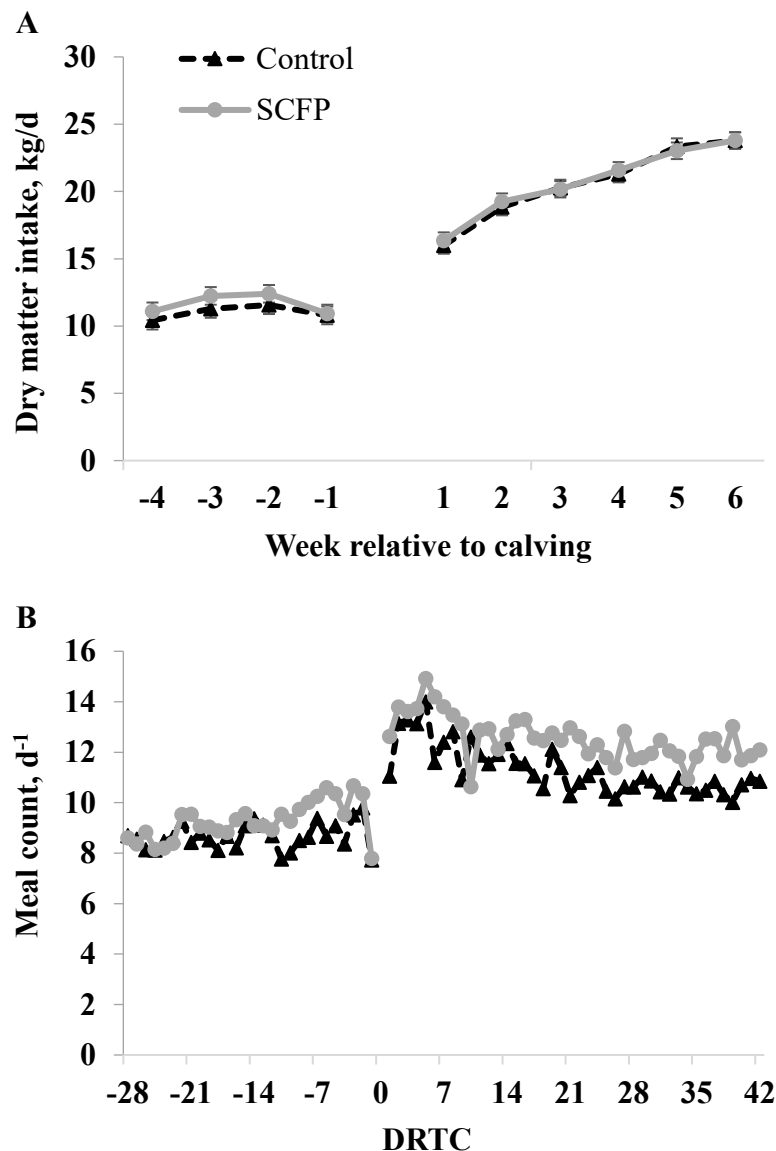 A
Dry matter intake, kg/d
30
25
20
15
10
5
0
Control
SCFP
-4 -3 -2 -1 1 2 3 4 5 6
Week relative to calving
B
Meal count, d⁻¹
16
14
12
10
8
6
4
2
0
-28 -21 -14 -7 0 7 14 21 28 35 42
DRTC